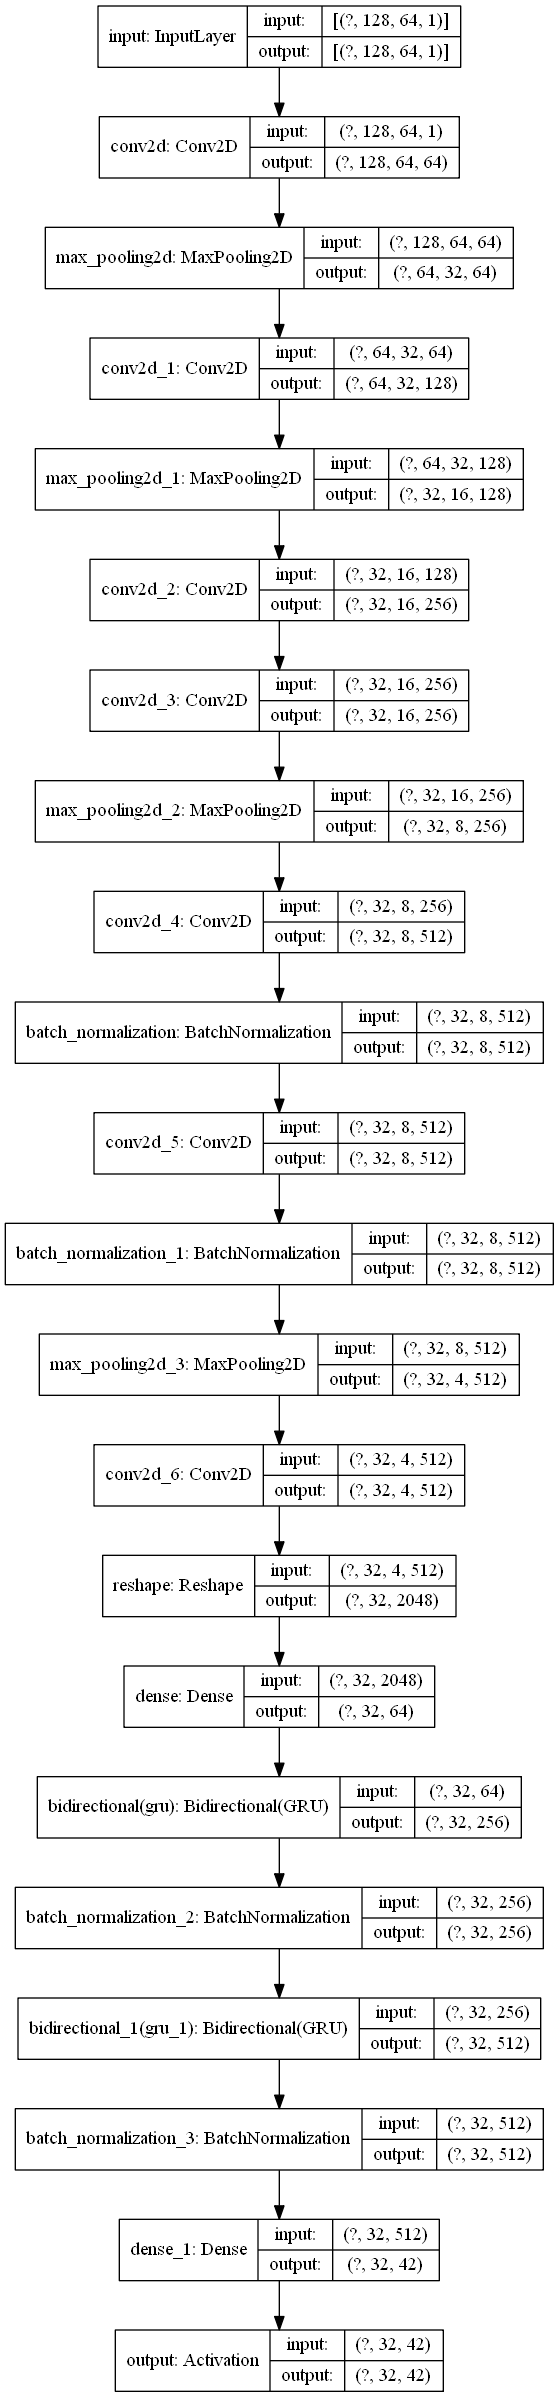 input: InputLayer
input: [(?, 128, 64, 1)]
output: [(?, 128, 64, 1)]
conv2d: Conv2D
input: (?, 128, 64, 1)
output: (?, 128, 64, 64)
max_pooling2d: MaxPooling2D
input: (?, 128, 64, 64)
output: (?, 64, 32, 64)
conv2d_1: Conv2D
input: (?, 64, 32, 64)
output: (?, 64, 32, 128)
max_pooling2d_1: MaxPooling2D
input: (?, 64, 32, 128)
output: (?, 32, 16, 128)
conv2d_2: Conv2D
input: (?, 32, 16, 128)
output: (?, 32, 16, 256)
conv2d_3: Conv2D
input: (?, 32, 16, 256)
output: (?, 32, 16, 256)
max_pooling2d_2: MaxPooling2D
input: (?, 32, 16, 256)
output: (?, 32, 8, 256)
conv2d_4: Conv2D
input: (?, 32, 8, 256)
output: (?, 32, 8, 512)
batch_normalization: BatchNormalization
input: (?, 32, 8, 512)
output: (?, 32, 8, 512)
conv2d_5: Conv2D
input: (?, 32, 8, 512)
output: (?, 32, 8, 512)
batch_normalization_1: BatchNormalization
input: (?, 32, 8, 512)
output: (?, 32, 8, 512)
max_pooling2d_3: MaxPooling2D
input: (?, 32, 8, 512)
output: (?, 32, 4, 512)
conv2d_6: Conv2D
input: (?, 32, 4, 512)
output: (?, 32, 4, 512)
reshape: Reshape
input: (?, 32, 4, 512)
output: (?, 32, 2048)
dense: Dense
input: (?, 32, 2048)
output: (?, 32, 64)
bidirectional(gru): Bidirectional(GRU)
input: (?, 32, 64)
output: (?, 32, 256)
batch_normalization_2: BatchNormalization
input: (?, 32, 256)
output: (?, 32, 256)
bidirectional_1(gru_1): Bidirectional(GRU)
input: (?, 32, 256)
output: (?, 32, 512)
batch_normalization_3: BatchNormalization
input: (?, 32, 512)
output: (?, 32, 512)
dense_1: Dense
input: (?, 32, 512)
output: (?, 32, 42)
output: Activation
input: (?, 32, 42)
output: (?, 32, 42)